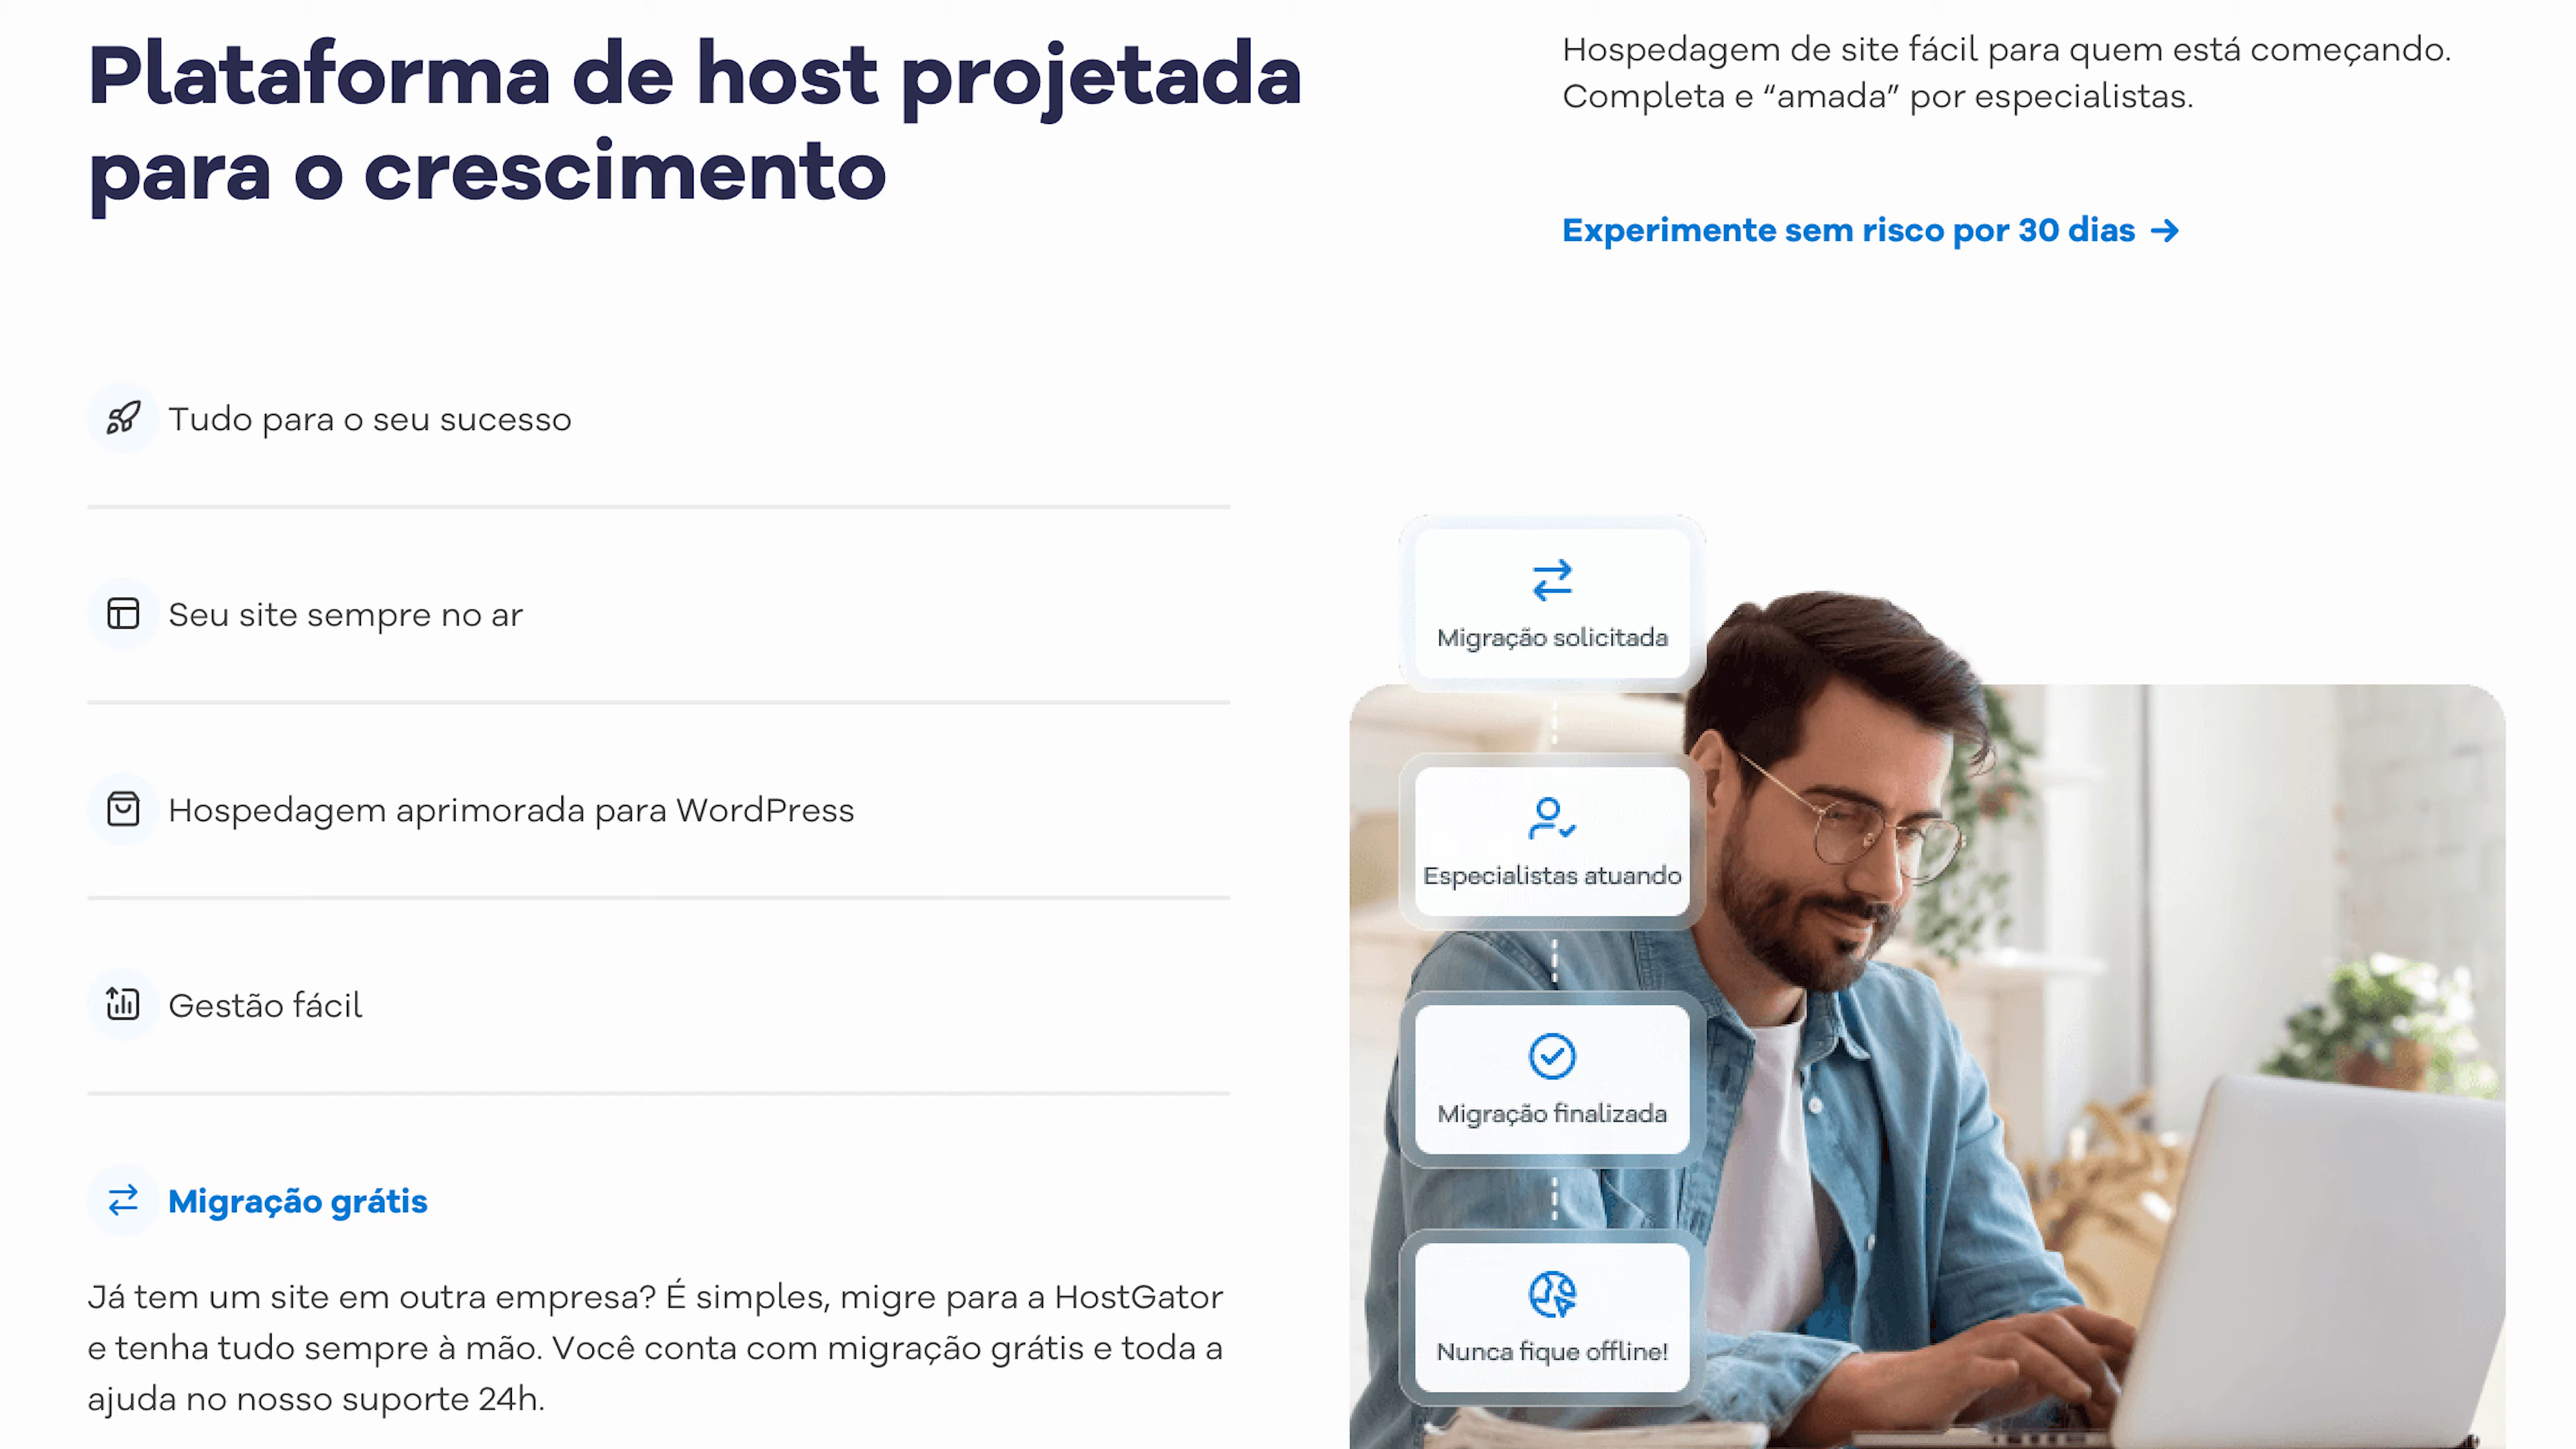 Plataforma de host projetada
para o crescimento
Hospedagem de site fácil para quem está começando.
Completa e “amada” por especialistas.
Experimente sem risco por 30 dias →
Tudo para o seu sucesso
Seu site sempre no ar
Hospedagem aprimorada para WordPress
Gestão fácil
Migração grátis
Já tem um site em outra empresa? É simples, migre para a HostGator
e tenha tudo sempre à mão. Você conta com migração grátis e toda a
ajuda no nosso suporte 24h.
Migração solicitada
Especialistas atuando
Migração finalizada
Nunca fique offline!